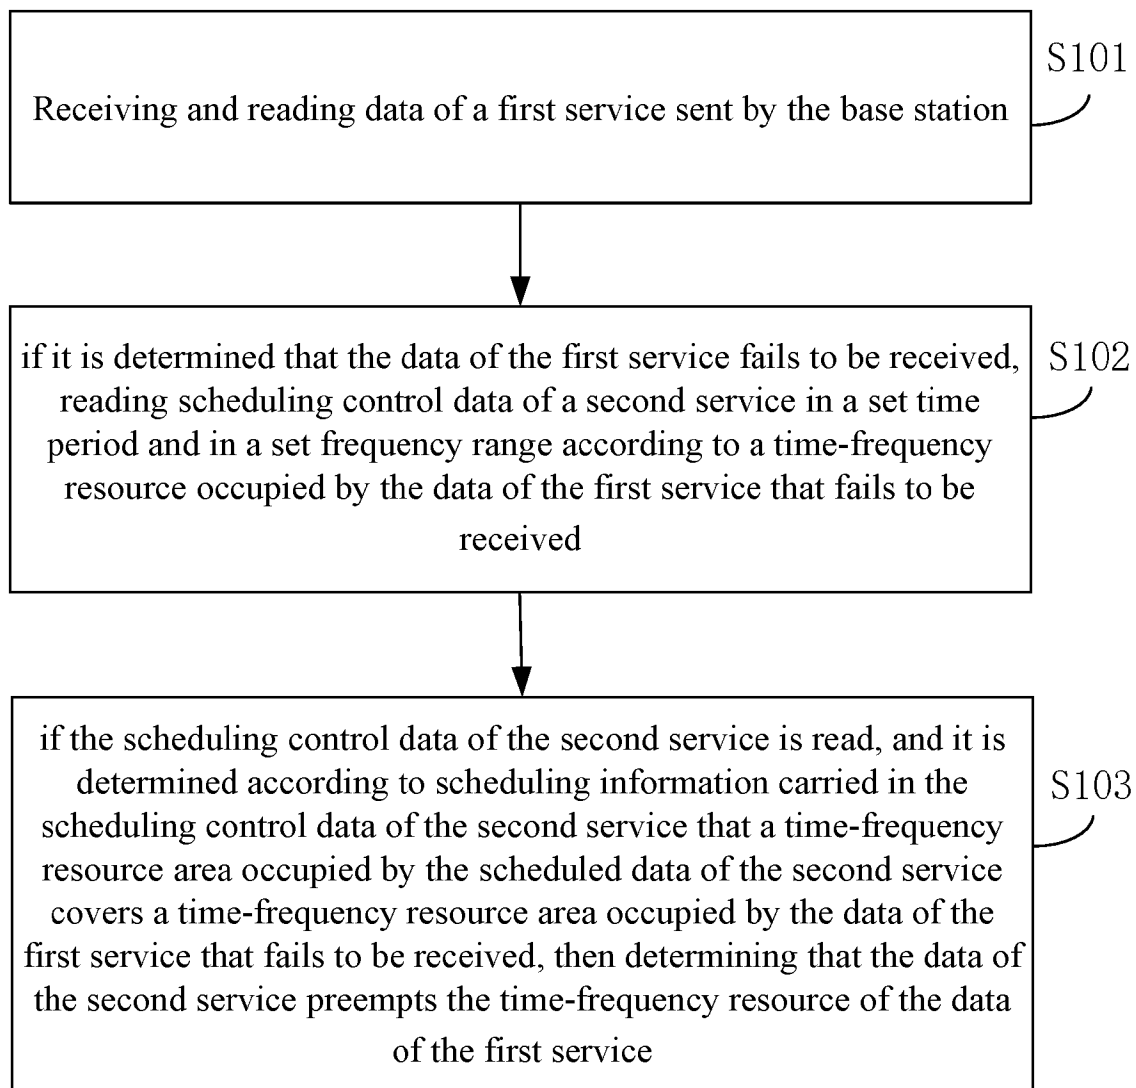 S101
Receiving and reading data of a first service sent by the base station
S102
if it is determined that the data of the first service fails to be received,
reading scheduling control data of a second service in a set time
period and in a set frequency range according to a time-frequency
resource occupied by the data of the first service that fails to be
received
S103
if the scheduling control data of the second service is read, and it is
determined according to scheduling information carried in the
scheduling control data of the second service that a time-frequency
resource area occupied by the scheduled data of the second service
covers a time-frequency resource area occupied by the data of the
first service that fails to be received, then determining that the data of
the second service preempts the time-frequency resource of the data
of the first service